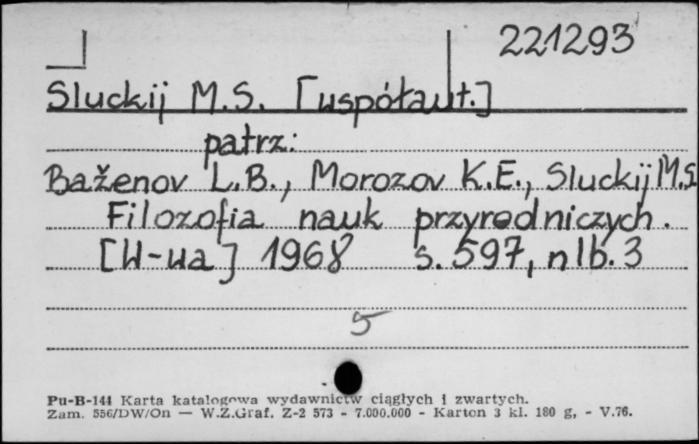 221293
Sluckij M.S. [współaut.]
patrz:
Bażenov L.B., Morozov K.E., Sluckij M.S.
Filozofia nauk przyrodniczych.
[W-wa] 1968 s. 597, nlb. 3
5
Pu-B-144 Karta katalogowa wydawnictw ciągłych i zwartych.
Zam. 556/DW/On — W.Z.Graf. Z-2 573 - 7.000.000 - Karton 3 kl. 180 g, - V.76.